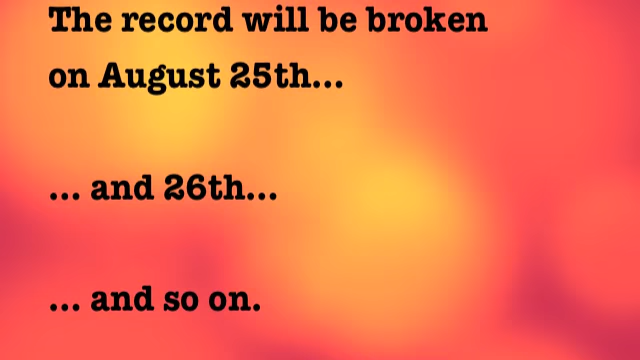 The record will be broken
on August 25th...
... and 26th...
... and so on.